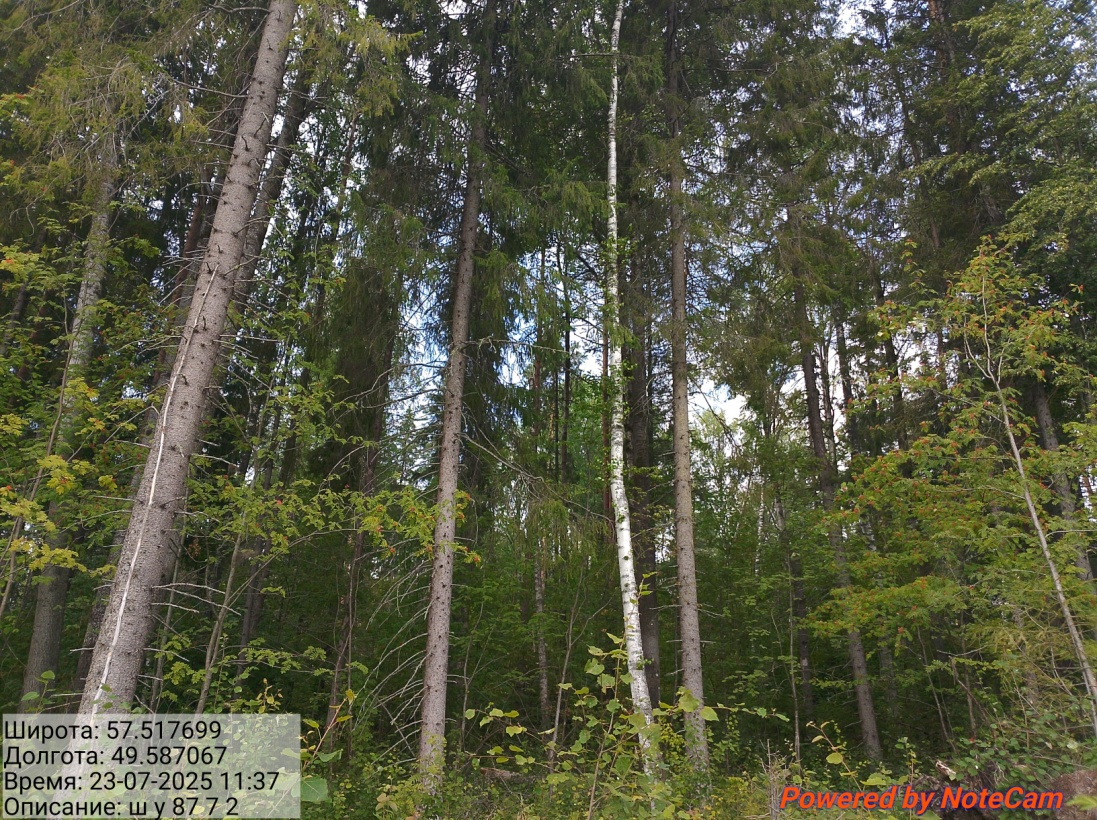 Широта: 57.517699
Долгота: 49.587067
Время: 23-07-2025 11:37
Описание: ш у 87 7 2
Powered by NoteCam